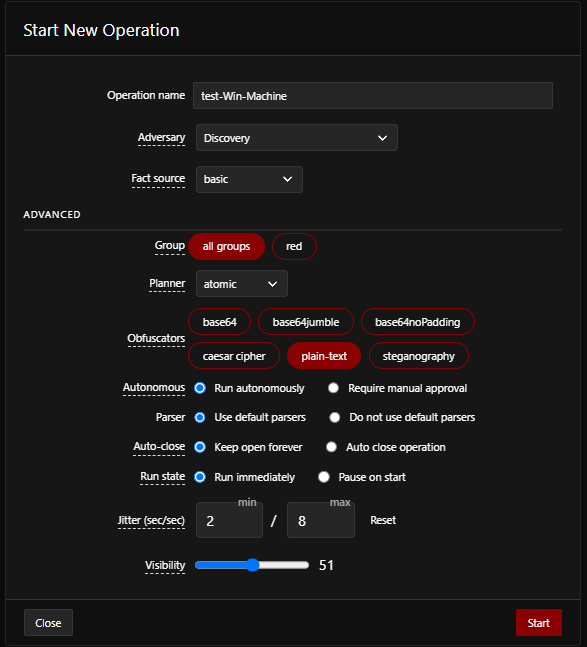 Start New Operation
Operation name test-Win-Machine
Adversary Discovery
Fact source basic
ADVANCED
Group all groups red
Planner atomic
Obfuscators base64 base64jumble base64noPadding
caesar cipher plain-text steganography
Autonomous Run autonomously Require manual approval
Parser Use default parsers Do not use default parsers
Auto-close Keep open forever Auto close operation
Run state Run immediately Pause on start
Jitter (sec/sec) min 2 / max 8 Reset
Visibility 51
Close Start